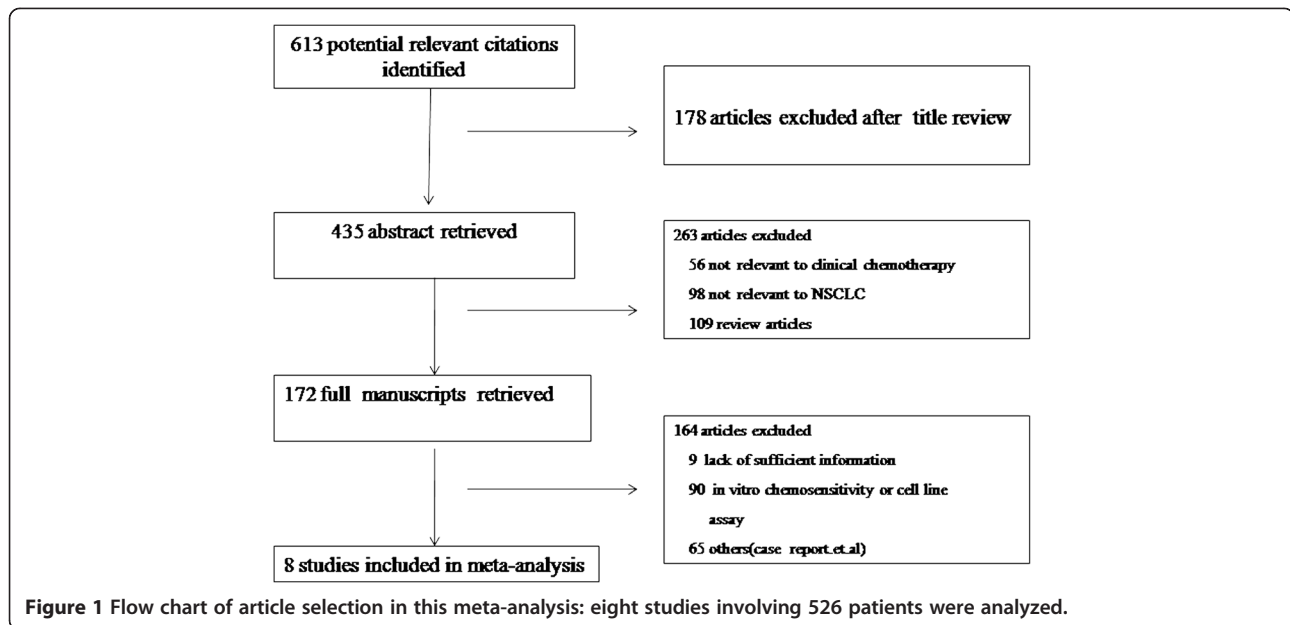 613 potential relevant citations
identified
178 articles excluded after title review
435 abstract retrieved
263 articles excluded
56 not relevant to clinical chemotherapy
98 not relevant to NSCLC
109 review articles
172 full manuscripts retrieved
164 articles excluded
9 lack of sufficient information
90 in vitro chemosensitivity or cell line
assay
65 others(case report.et.al)
8 studies included in meta-analysis
Figure 1 Flow chart of article selection in this meta-analysis: eight studies involving 526 patients were analyzed.